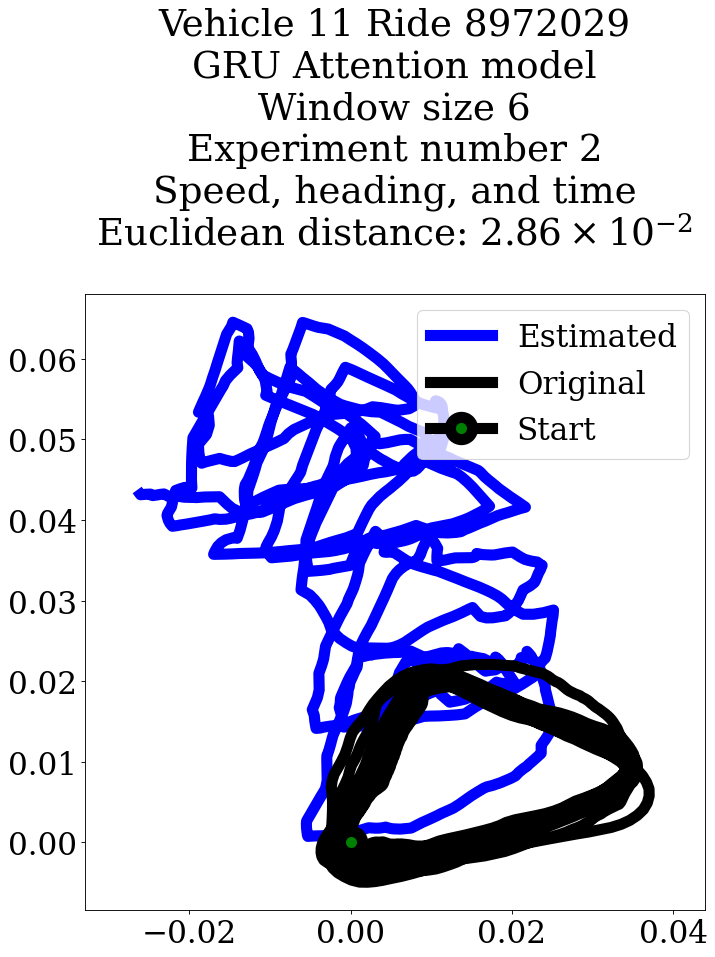 Vehicle 11 Ride 8972029
GRU Attention model
Window size 6
Experiment number 2
Speed, heading, and time
Euclidean distance: 2.86 × 10⁻²
Estimated
Original
Start
0.06
0.05
0.04
0.03
0.02
0.01
0.00
−0.02 0.00 0.02 0.04